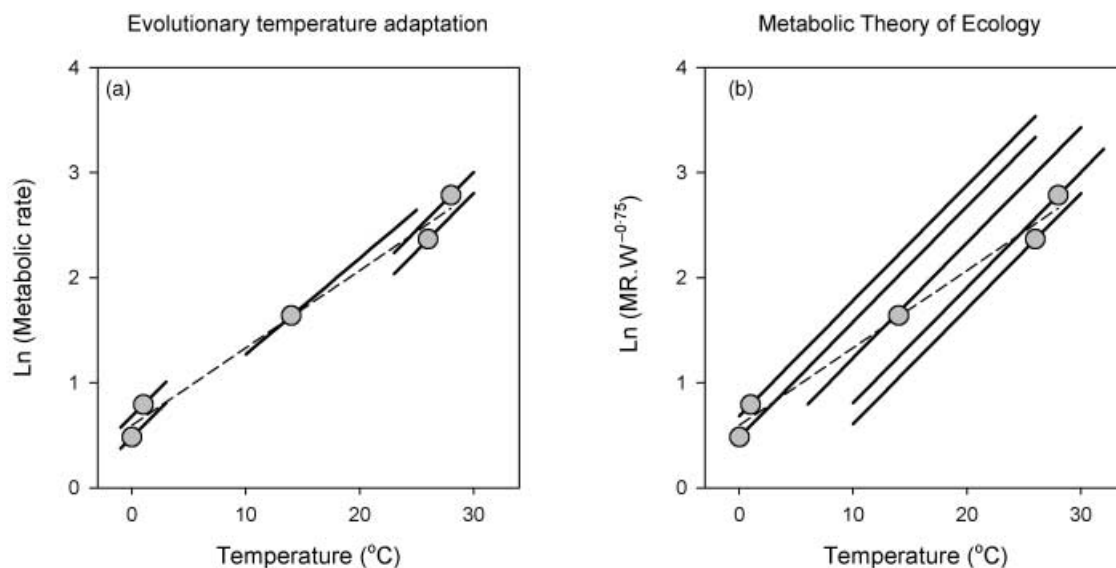 Evolutionary temperature adaptation
Metabolic Theory of Ecology
(a)
Ln (Metabolic rate)
4
3
2
1
0
0 10 20 30
Temperature (°C)
(b)
Ln (MR.W⁻⁰·⁷⁵)
4
3
2
1
0
0 10 20 30
Temperature (°C)